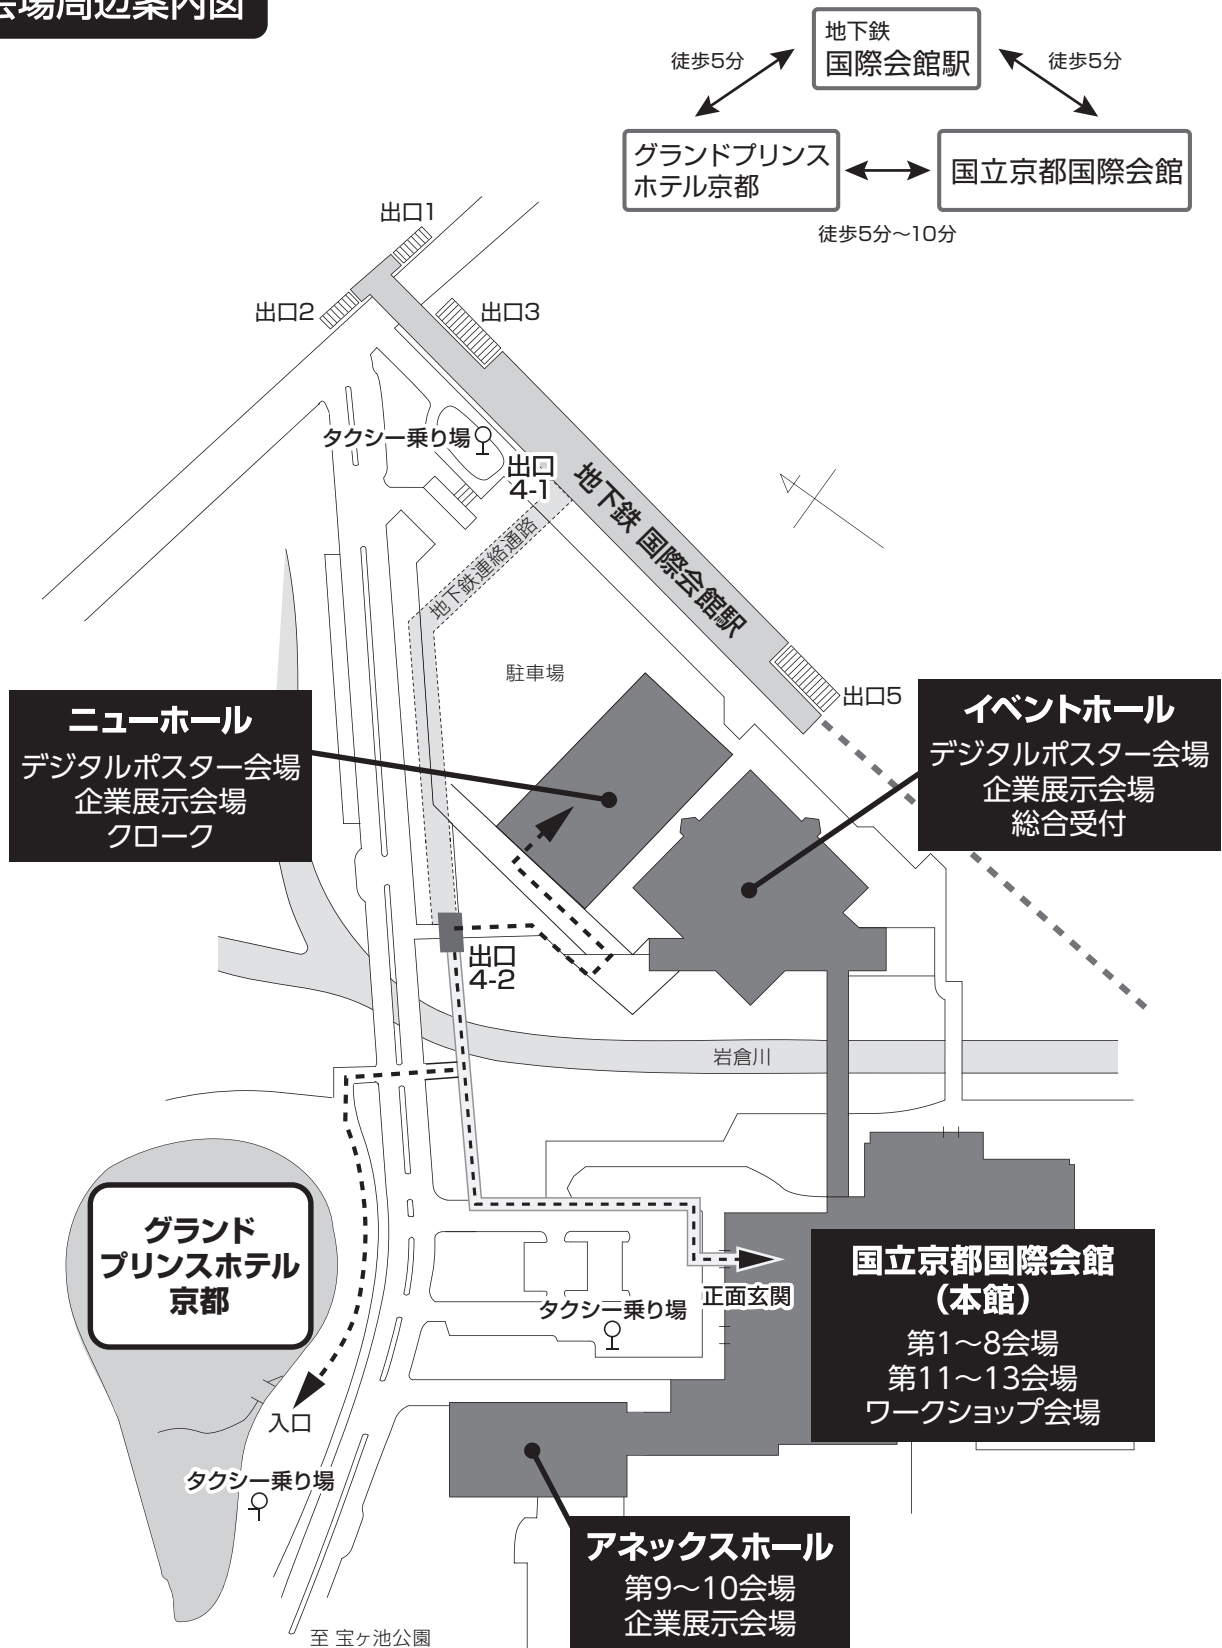 会場周辺案内図
地下鉄
国際会館駅
徒歩5分
徒歩5分
グランドプリンス
ホテル京都
国立京都国際会館
徒歩5分～10分
出口1
出口2
出口3
タクシー乗り場
出口
4-1
地下鉄 国際会館駅
地下鉄連絡通路
駐車場
出口5
ニューホール
デジタルポスター会場
企業展示会場
クローク
イベントホール
デジタルポスター会場
企業展示会場
総合受付
出口
4-2
岩倉川
グランド
プリンスホテル
京都
国立京都国際会館
（本館）
第1～8会場
第11～13会場
ワークショップ会場
正面玄関
タクシー乗り場
入口
タクシー乗り場
アネックスホール
第9～10会場
企業展示会場
至 宝ヶ池公園